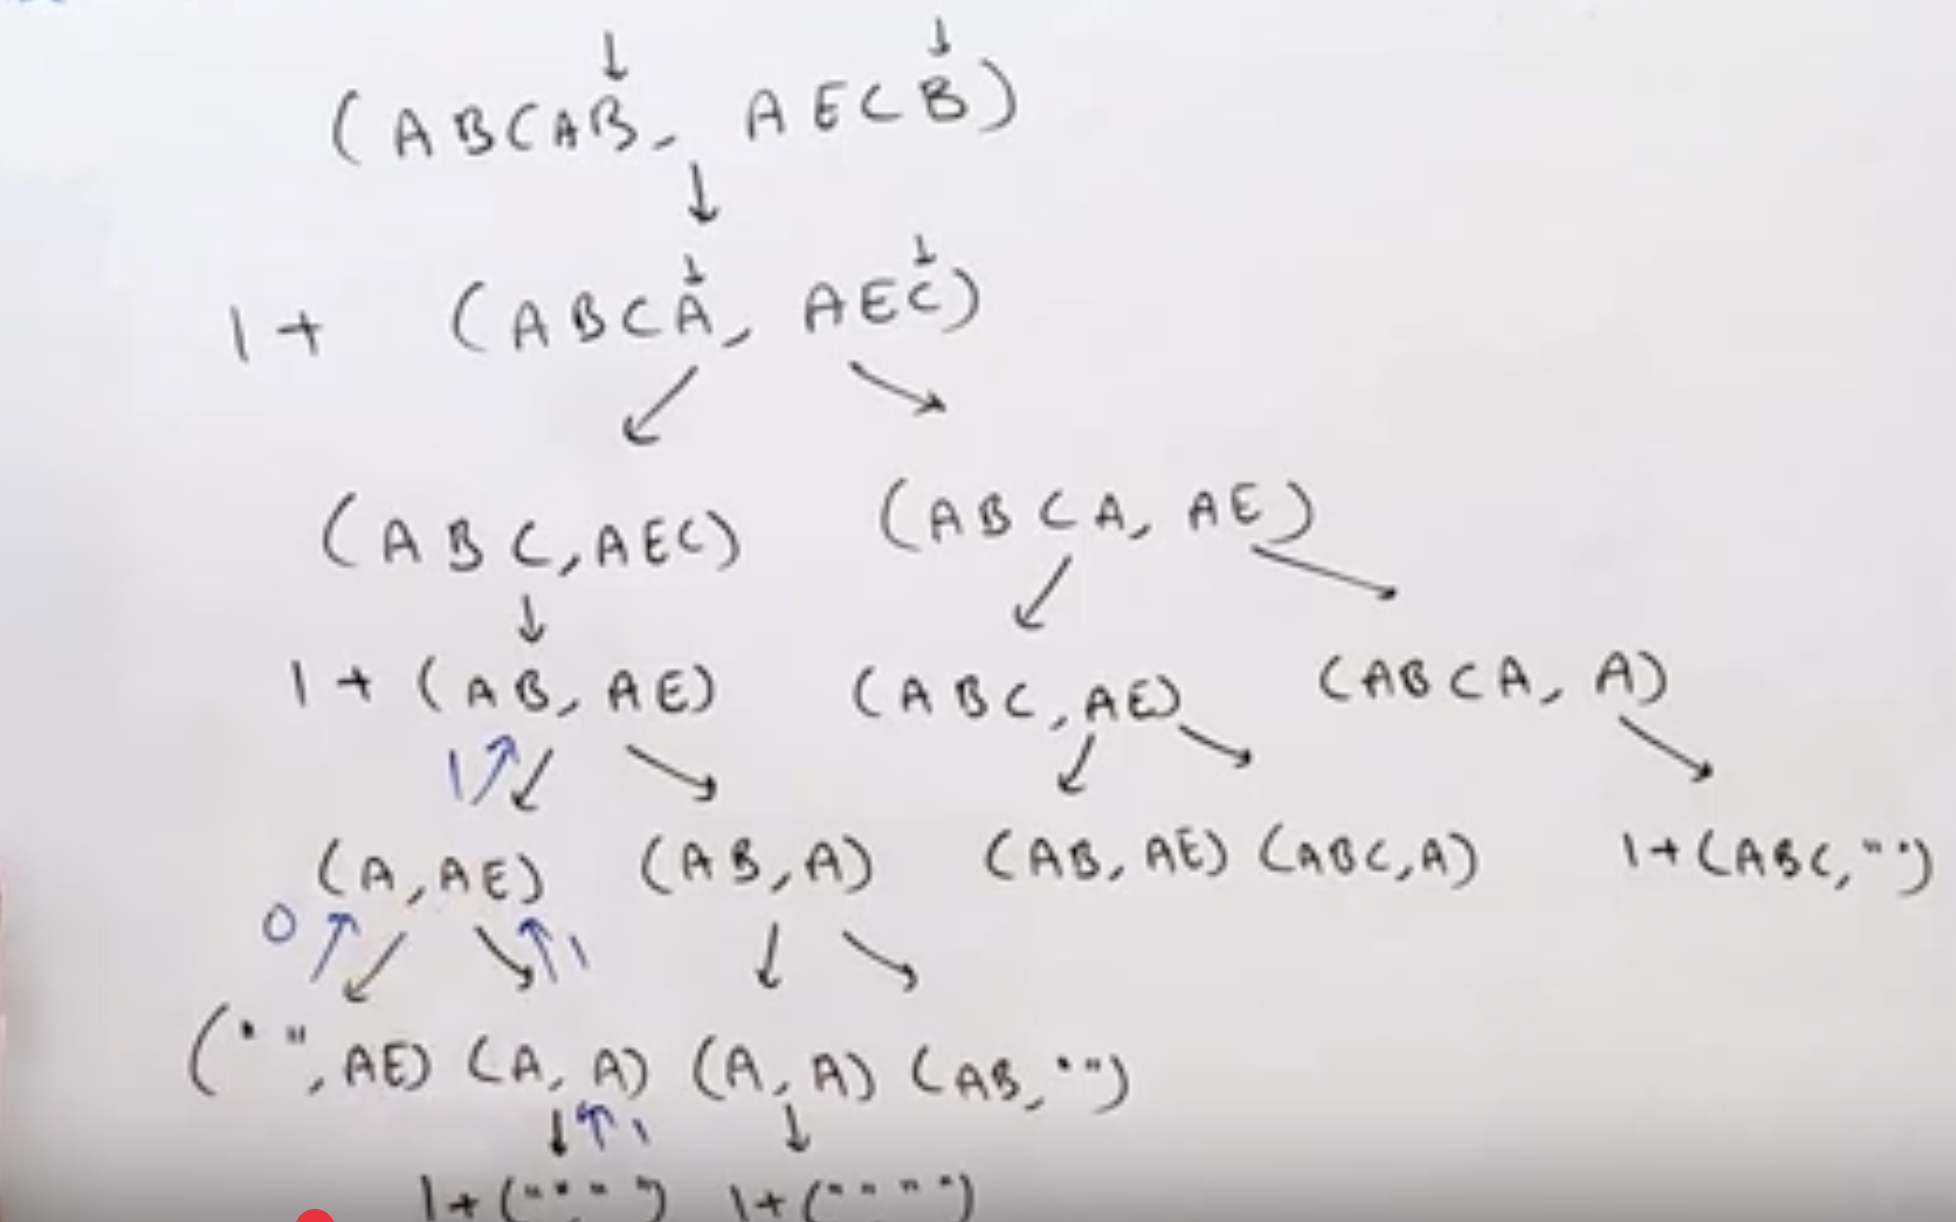 (ABCAB, AECB)
1+ (ABCA, AEC)
(ABC, AEC) (ABCA, AE)
1+ (AB, AE) (ABC, AE) (ABCA, A)
1
(A, AE) (AB, A) (AB, AE) (ABC, A) 1+(ABC, "")
0 1
("", AE) (A, A) (A, A) (AB, "")
1
1+("","") 1+("" "")